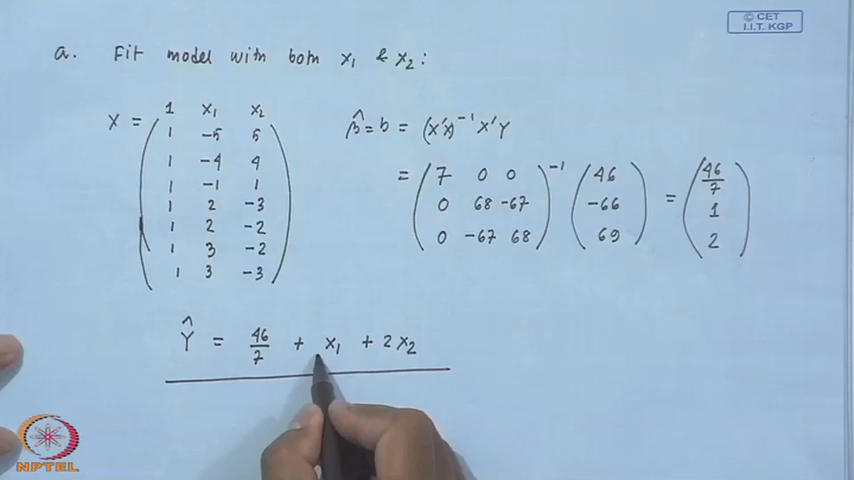 © CET
I.I.T. KGP
a. Fit model with both x₁ & x₂:
X = ( 1 x₁ x₂
1 -5 5
1 -4 4
1 -1 1
1 2 -3
1 2 -2
1 3 -2
1 3 -3 )
β̂ = b = (X'X)⁻¹ X'Y
= ( 7 0 0
0 68 -67
0 -67 68 )⁻¹ ( 46
-66
69 ) = ( 46/7
1
2 )
Ŷ = 46/7 + x₁ + 2x₂
NPTEL